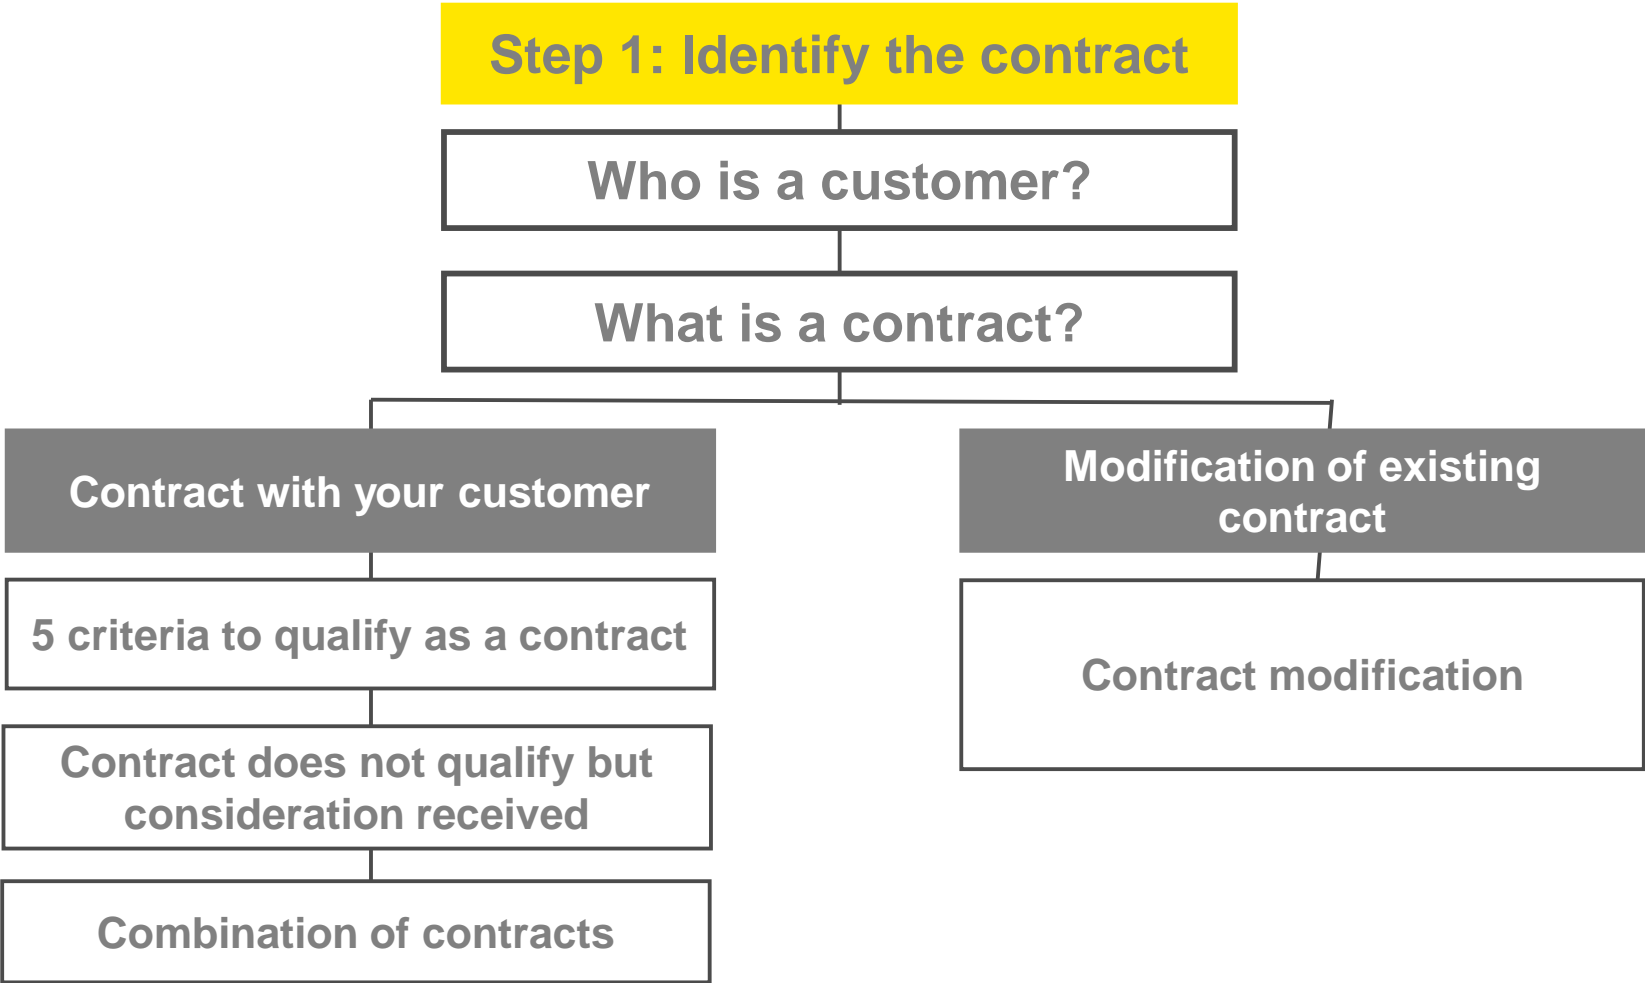 Step 1: Identify the contract
Who is a customer?
What is a contract?
Contract with your customer
5 criteria to qualify as a contract
Contract does not qualify but
consideration received
Combination of contracts
Modification of existing
contract
Contract modification